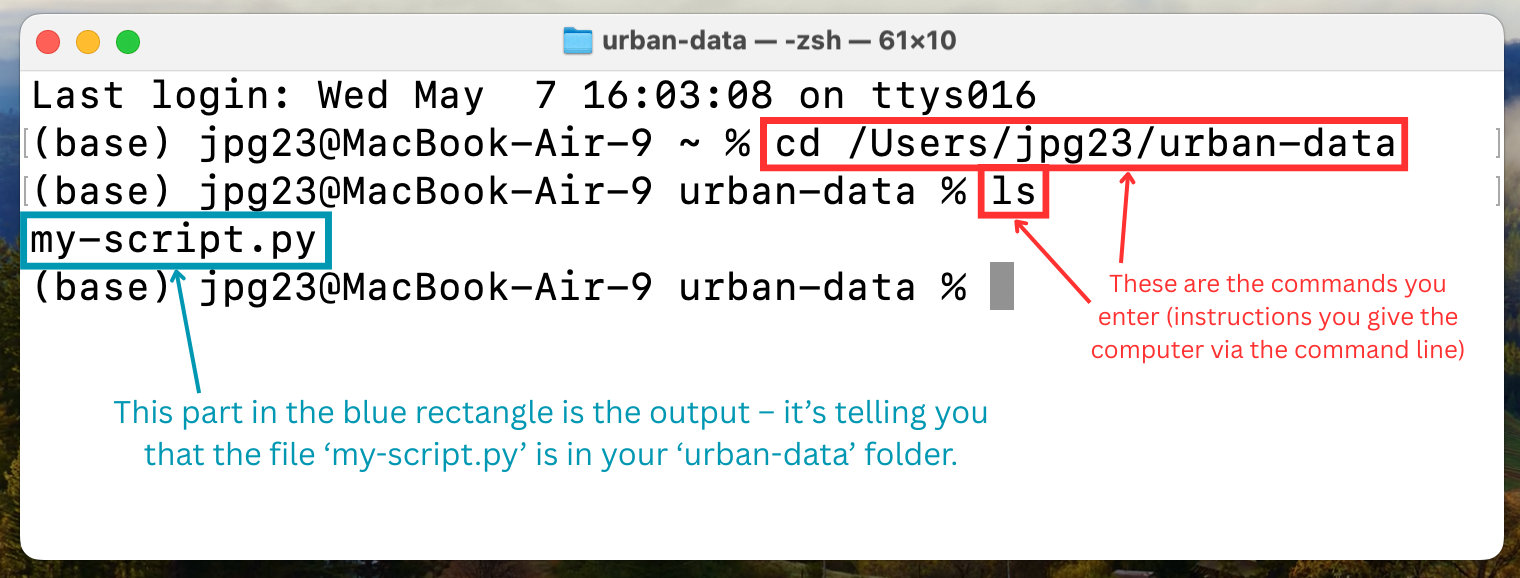 urban-data — -zsh — 61×10
Last login: Wed May  7 16:03:08 on ttys016
[(base) jpg23@MacBook-Air-9 ~ % cd /Users/jpg23/urban-data ]
[(base) jpg23@MacBook-Air-9 urban-data % ls ]
my-script.py
(base) jpg23@MacBook-Air-9 urban-data %
These are the commands you
enter (instructions you give the
computer via the command line)
This part in the blue rectangle is the output – it’s telling you
that the file ‘my-script.py’ is in your ‘urban-data’ folder.